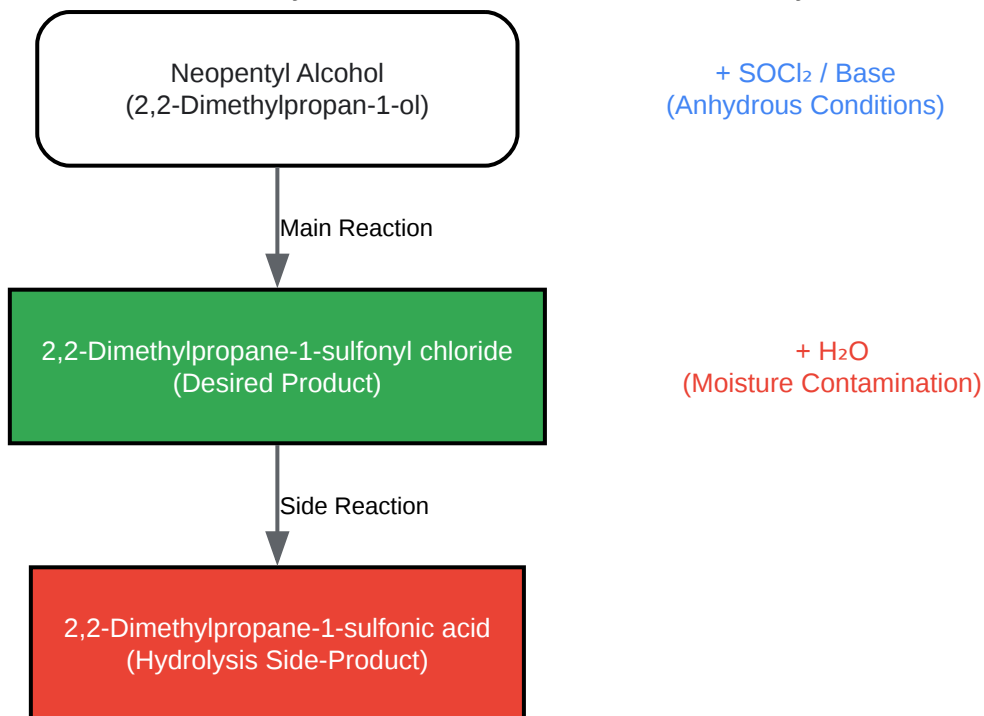 Neopentyl Alcohol
(2,2-Dimethylpropan-1-ol)
+ SOCl₂ / Base
(Anhydrous Conditions)
Main Reaction
2,2-Dimethylpropane-1-sulfonyl chloride
(Desired Product)
+ H₂O
(Moisture Contamination)
Side Reaction
2,2-Dimethylpropane-1-sulfonic acid
(Hydrolysis Side-Product)